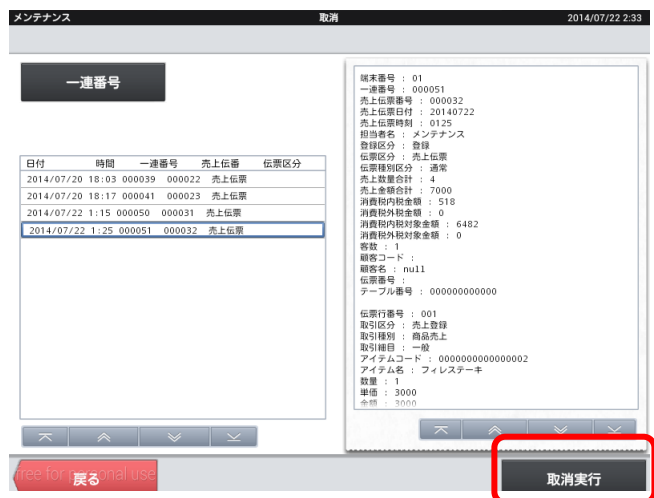 メンテナンス 取消 2014/07/22 2:33
一連番号
日付 時間 一連番号 売上伝番 伝票区分
2014/07/20 18:03 000039 000022 売上伝票
2014/07/20 18:17 000041 000023 売上伝票
2014/07/22 1:15 000050 000031 売上伝票
2014/07/22 1:25 000051 000032 売上伝票
端末番号 : 01
一連番号 : 000051
売上伝票番号 : 000032
売上伝票日付 : 20140722
売上伝票時刻 : 0125
担当者名 : メンテナンス
登録区分 : 登録
伝票区分 : 売上伝票
伝票種別区分 : 通常
売上数量合計 : 4
売上金額合計 : 7000
消費税内税金額 : 518
消費税外税金額 : 0
消費税内税対象金額 : 6482
消費税外税対象金額 : 0
客数 : 1
顧客コード :
顧客名 : null
伝票番号 :
テーブル番号 : 000000000000
伝票行番号 : 001
取引区分 : 売上登録
取引種別 : 商品売上
取引細目 : 一般
アイテムコード : 0000000000000002
アイテム名 : フィレステーキ
数量 : 1
単価 : 3000
金額 : 3000
free for personal use
戻る
取消実行